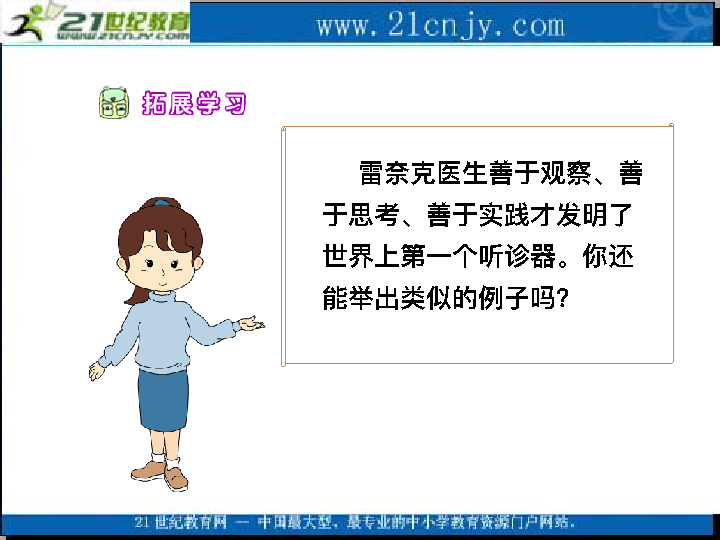 21世纪教育
WWW.21CNJY.COM
www.21cnjy.com
拓展学习
雷奈克医生善于观察、善
于思考、善于实践才发明了
世界上第一个听诊器。你还
能举出类似的例子吗?
21世纪教育网 -- 中国最大型、最专业的中小学教育资源门户网站.